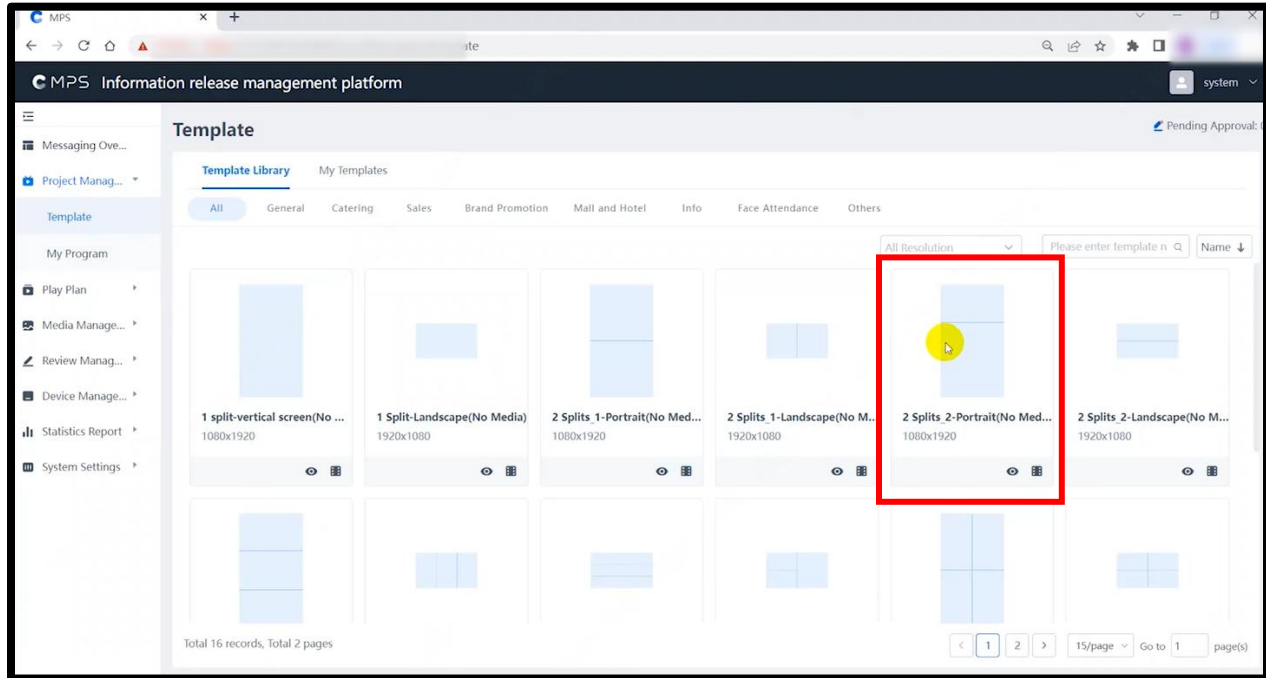 MPS
ate
MPS Information release management platform
system
Template
Pending Approval:
Messaging Ove...
Project Manag...
Template
My Program
Play Plan
Media Manage...
Review Manag...
Device Manage...
Statistics Report
System Settings
Template Library My Templates
All General Catering Sales Brand Promotion Mall and Hotel Info Face Attendance Others
All Resolution Please enter template n Name
1 split-vertical screen(No ...
1080x1920
1 Split-Landscape(No Media)
1920x1080
2 Splits_1-Portrait(No Med...
1080x1920
2 Splits_1-Landscape(No M...
1920x1080
2 Splits_2-Portrait(No Med...
1080x1920
2 Splits_2-Landscape(No M...
1920x1080
Total 16 records, Total 2 pages
1 2 15/page Go to 1 page(s)